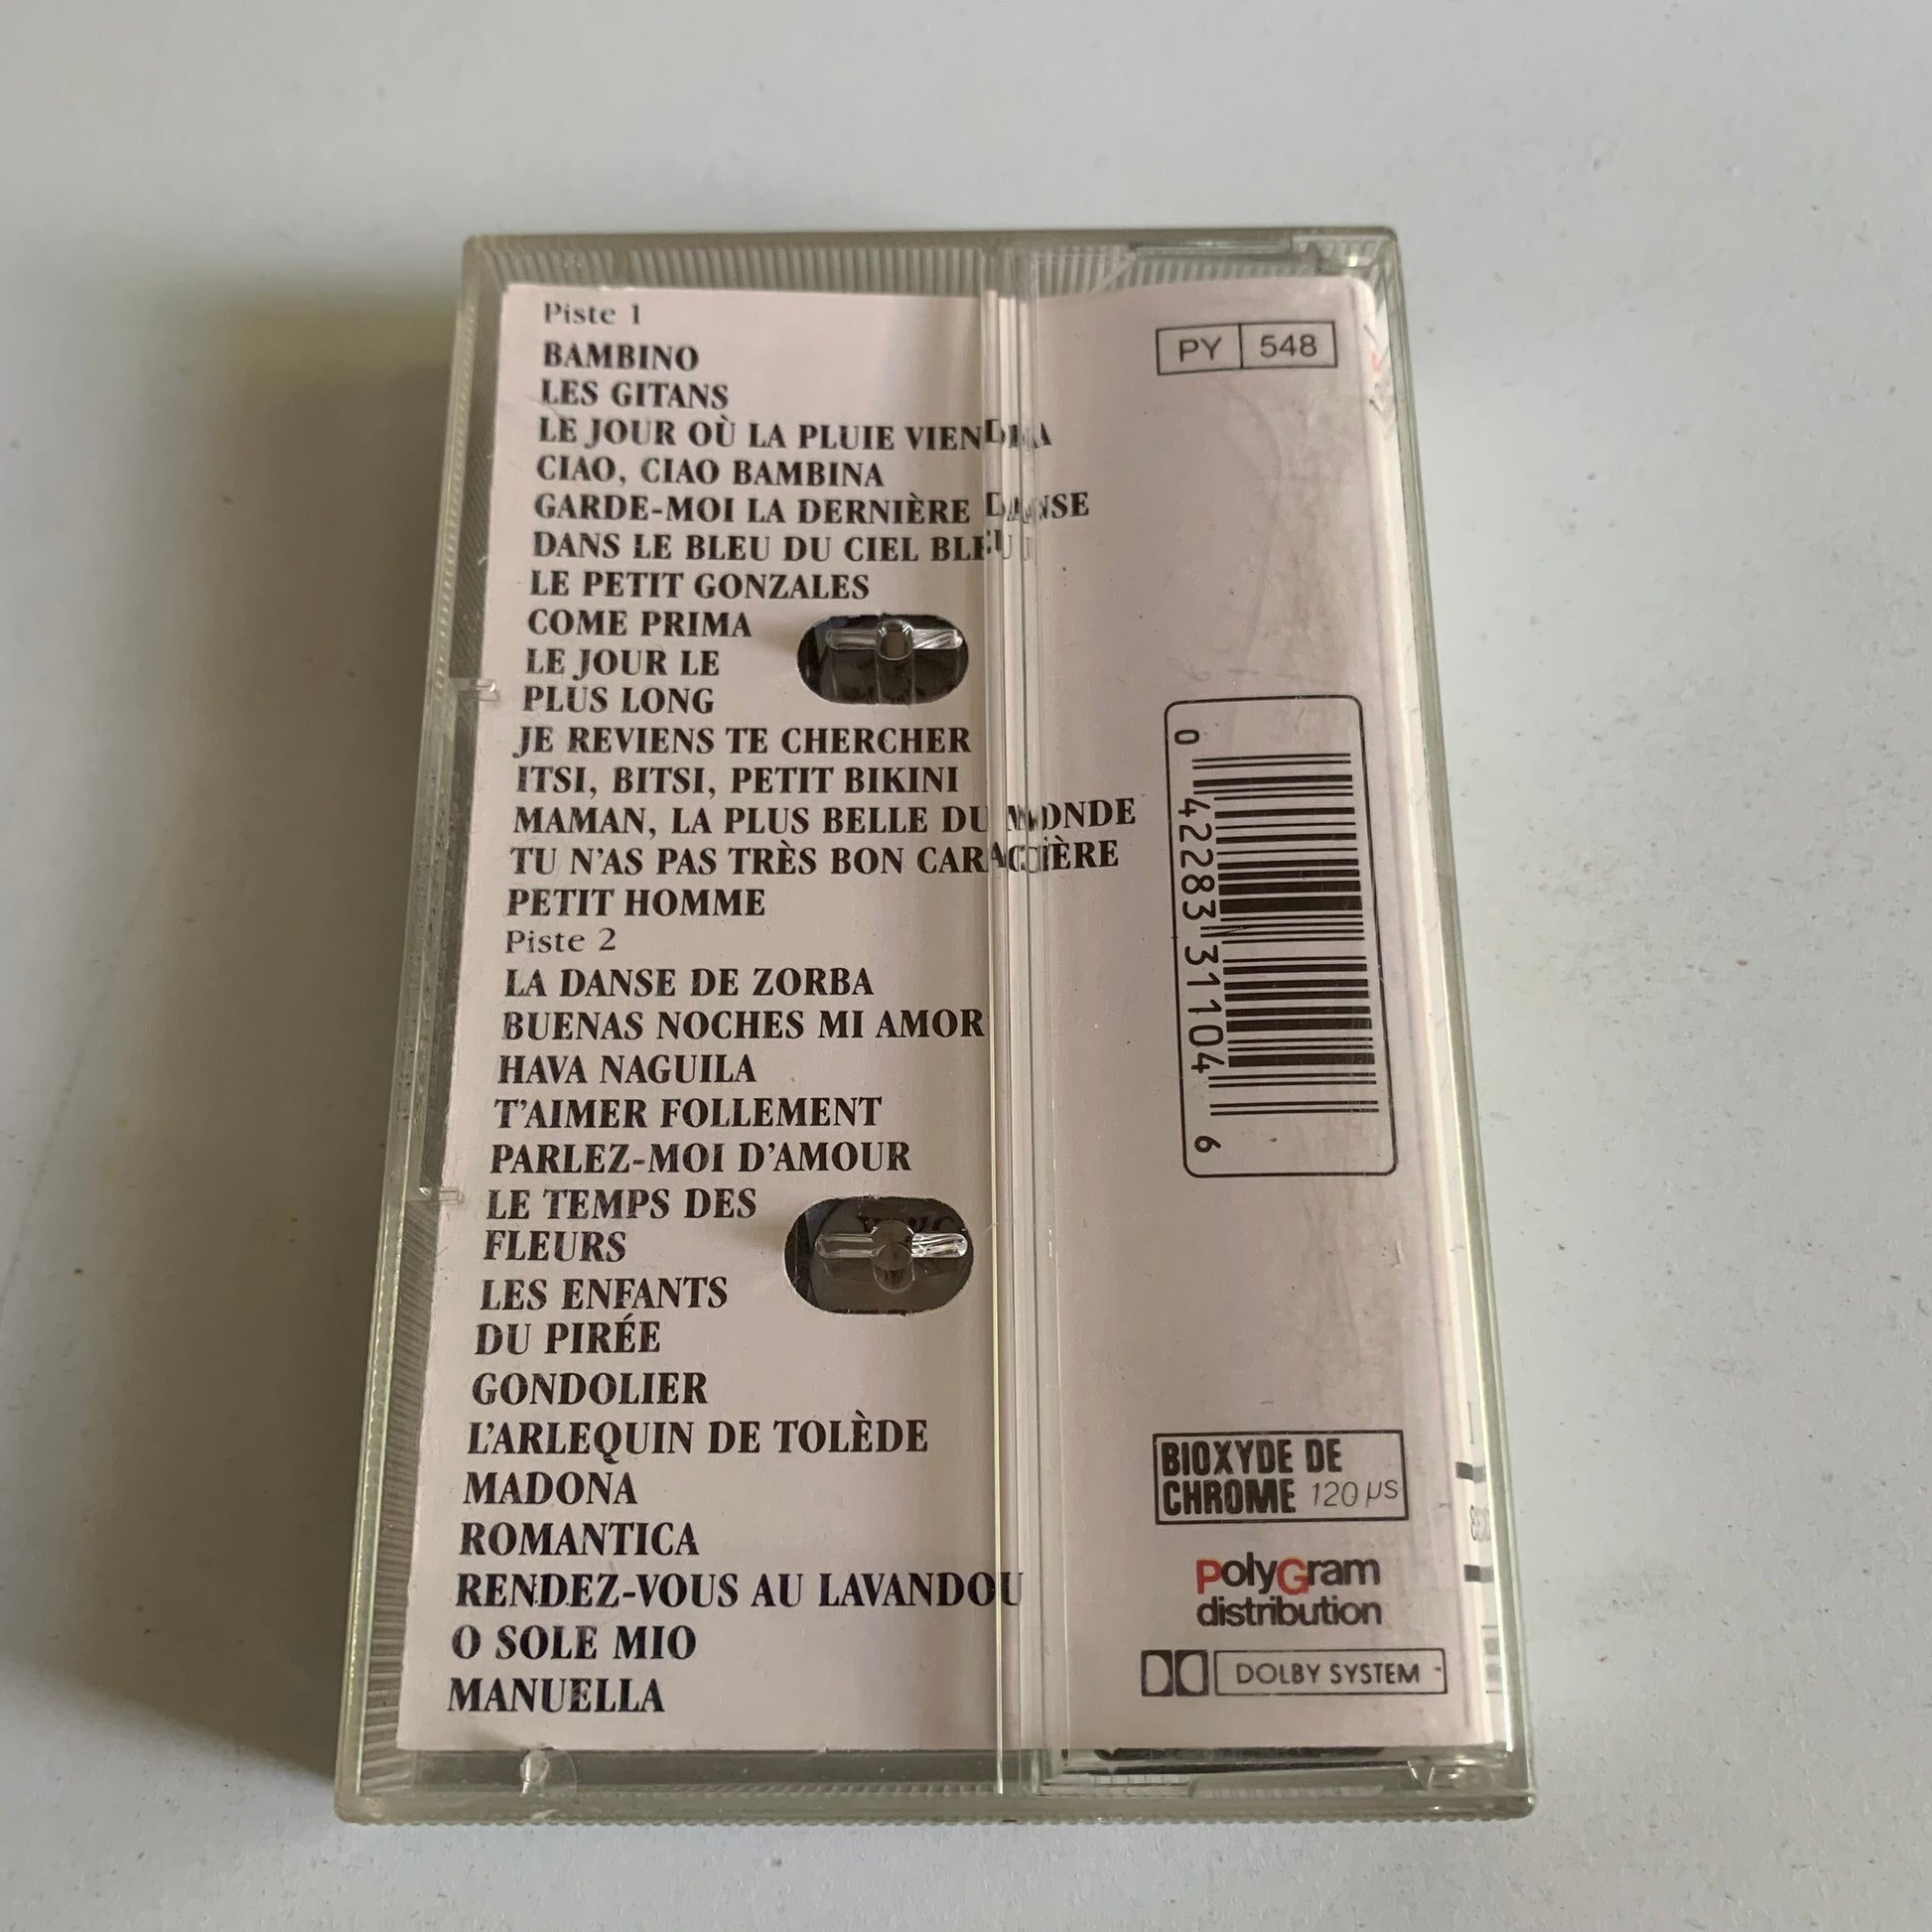 Piste 1
BAMBINO
LES GITANS
LE JOUR OÙ LA PLUIE VIENDRA
CIAO, CIAO BAMBINA
GARDE-MOI LA DERNIÈRE DANSE
DANS LE BLEU DU CIEL BLEU
LE PETIT GONZALES
COME PRIMA
LE JOUR LE
PLUS LONG
JE REVIENS TE CHERCHER
ITSI, BITSI, PETIT BIKINI
MAMAN, LA PLUS BELLE DU MONDE
TU N'AS PAS TRÈS BON CARACTÈRE
PETIT HOMME
Piste 2
LA DANSE DE ZORBA
BUENAS NOCHES MI AMOR
HAVA NAGUILA
T'AIMER FOLLEMENT
PARLEZ-MOI D'AMOUR
LE TEMPS DES
FLEURS
LES ENFANTS
DU PIRÉE
GONDOLIER
L'ARLEQUIN DE TOLÈDE
MADONA
ROMANTICA
RENDEZ-VOUS AU LAVANDOU
O SOLE MIO
MANUELLA
PY 548
0 42283 31104 6
BIOXYDE DE
CHROME 120 µs
PolyGram
distribution
DOLBY SYSTEM